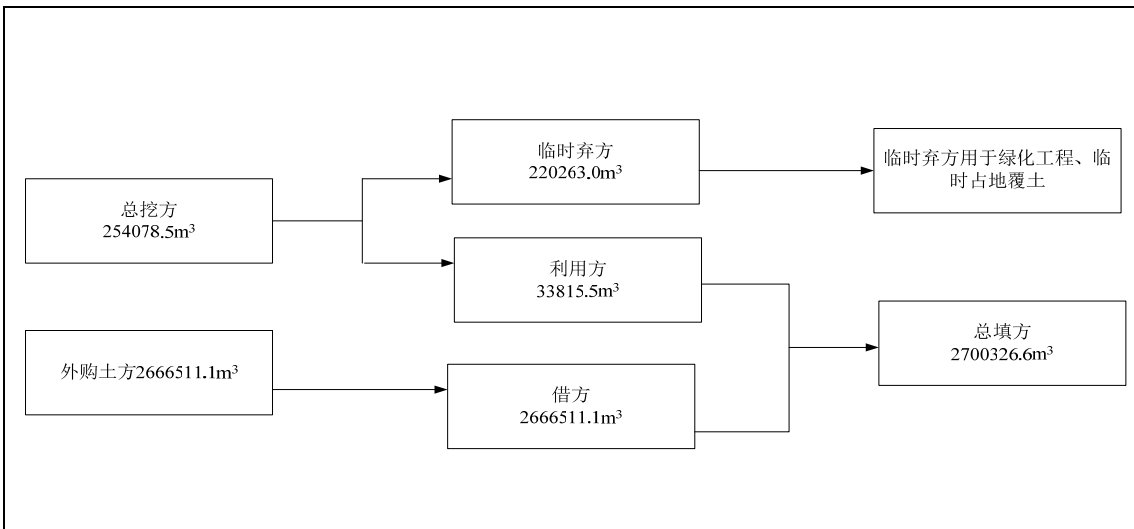 临时弃方
220263.0m³
临时弃方用于绿化工程、临
时占地覆土
总挖方
254078.5m³
利用方
33815.5m³
总填方
2700326.6m³
外购土方2666511.1m³
借方
2666511.1m³